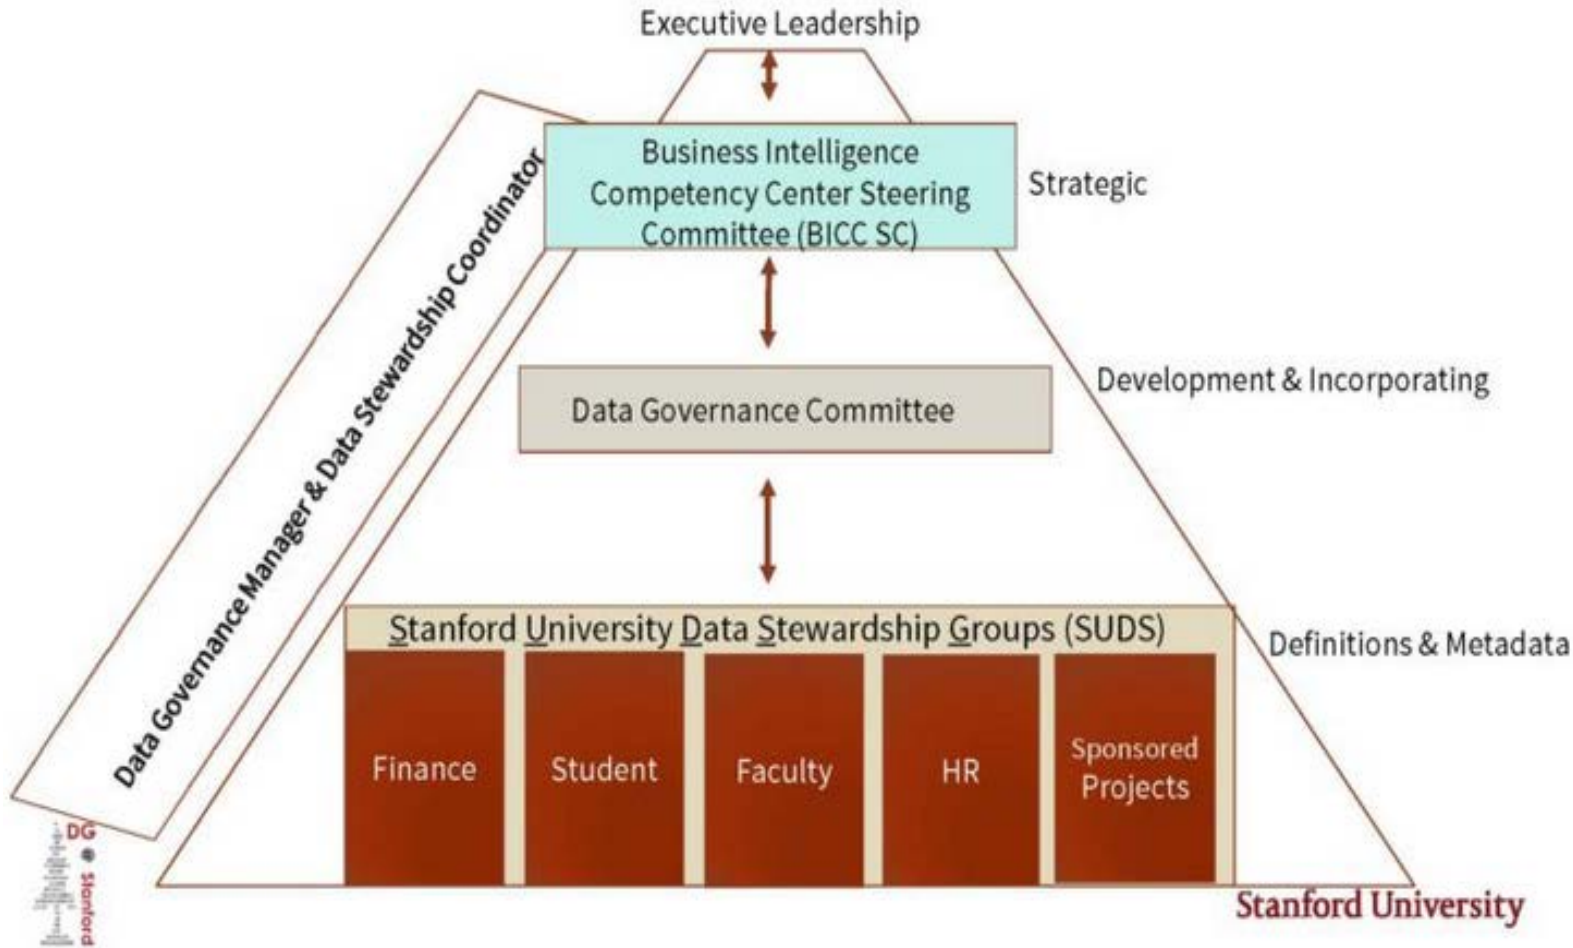 Executive Leadership
Business Intelligence
Competency Center Steering
Committee (BICC SC)
Strategic
Data Governance Manager & Data Stewardship Coordinator
Data Governance Committee
Development & Incorporating
Stanford University Data Stewardship Groups (SUDS)
Definitions & Metadata
Finance
Student
Faculty
HR
Sponsored
Projects
DG @ Stanford
Stanford University